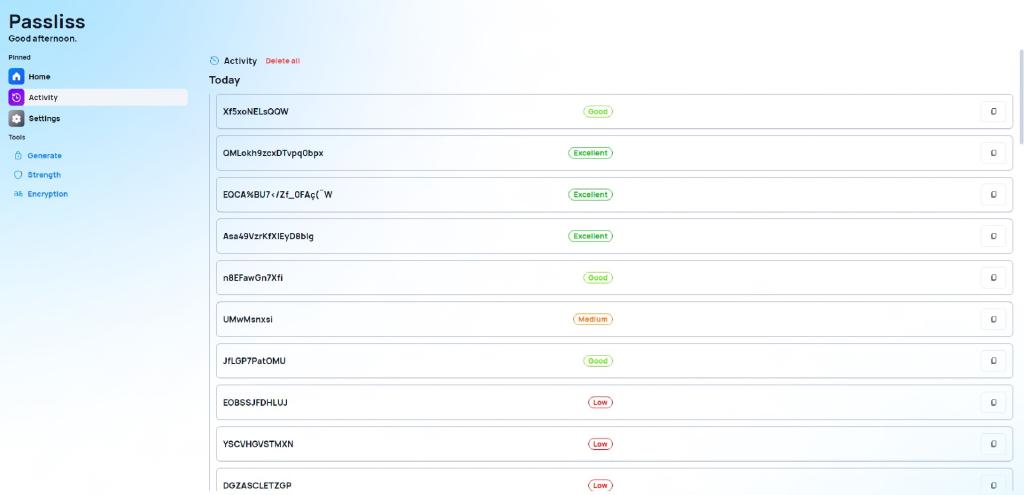 Passliss
Good afternoon.
Pinned
Home
Activity
Settings
Tools
Generate
Strength
Encryption
Activity Delete all
Today
Xf5xoNELsQQW Good
QMLokh9zcxDTvpq0bpx Excellent
EQCA%BU7</Zf_0FAç(¨W Excellent
Asa49VzrKfXIEyD8bIg Excellent
n8EFawGn7Xfi Good
UMwMsnxsi Medium
JfLGP7PatOMU Good
EOBSSJFDHLUJ Low
YSCVHGVSTMXN Low
DGZASCLETZGP Low